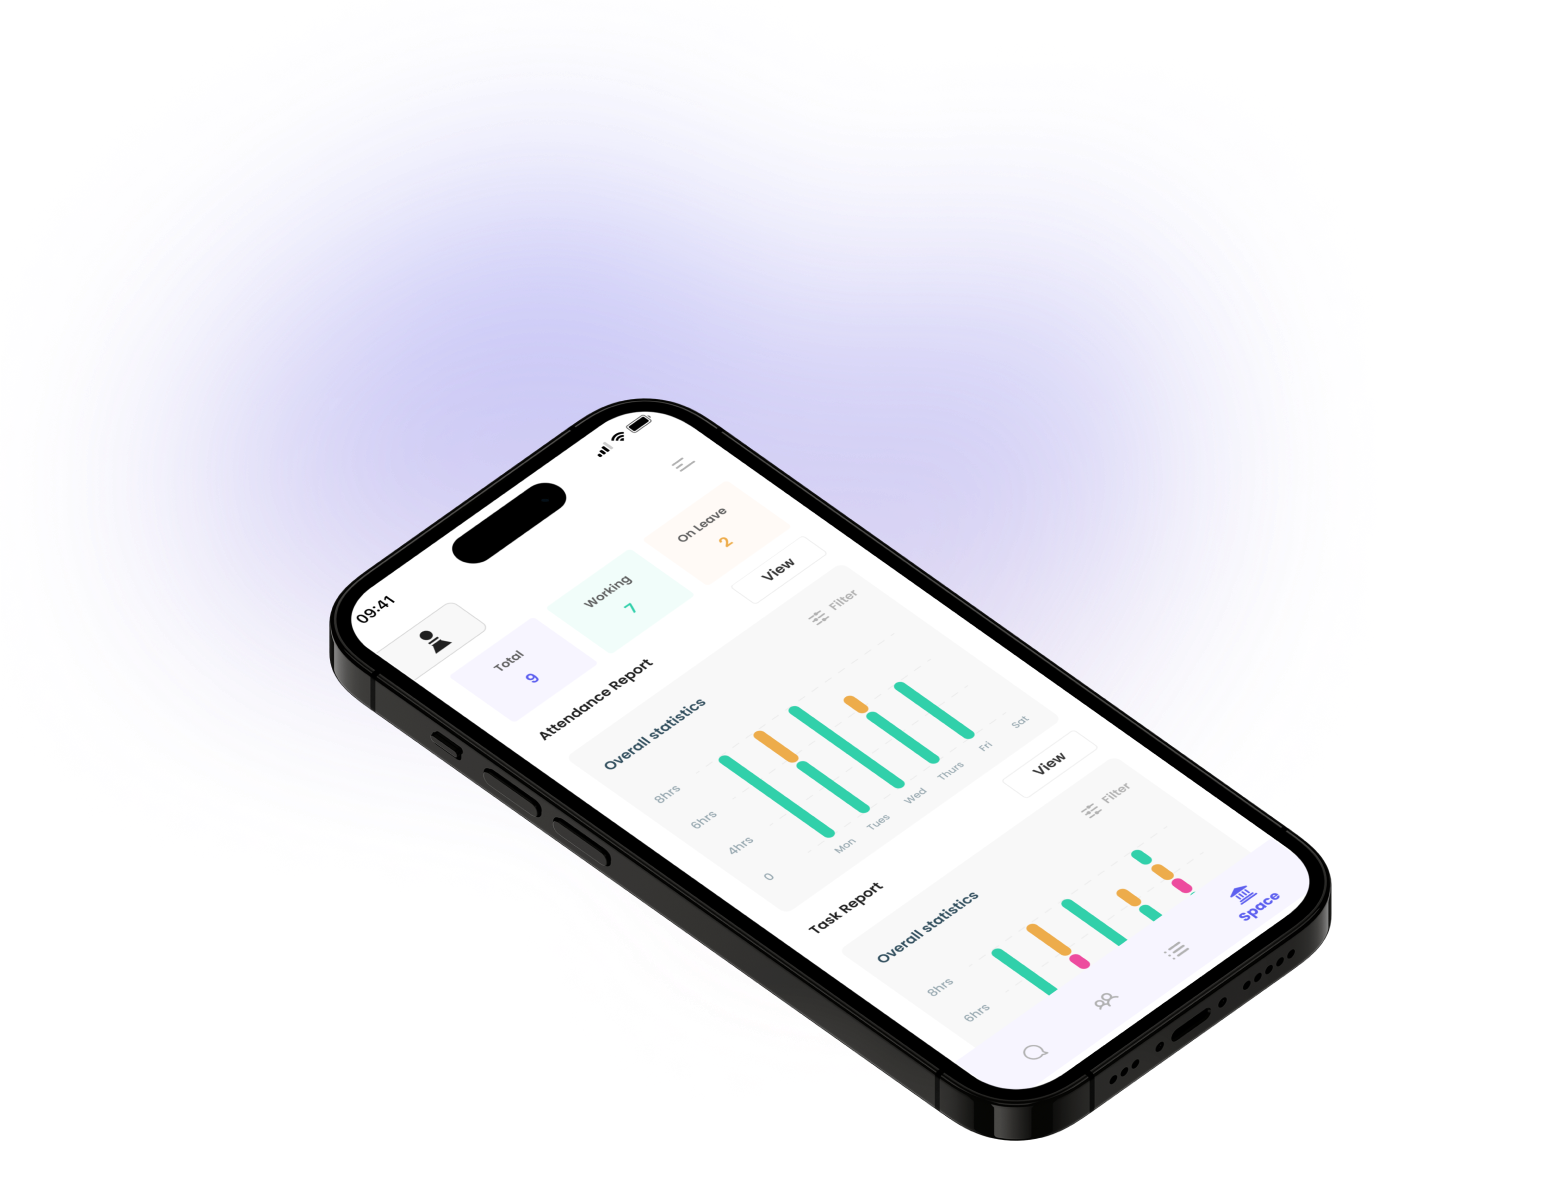 09:41
Total
9
Working
7
On Leave
2
Attendance Report
View
Overall statistics
Filter
8hrs
6hrs
4hrs
0
Mon
Tues
Wed
Thurs
Fri
Sat
Task Report
View
Overall statistics
Filter
8hrs
6hrs
Space